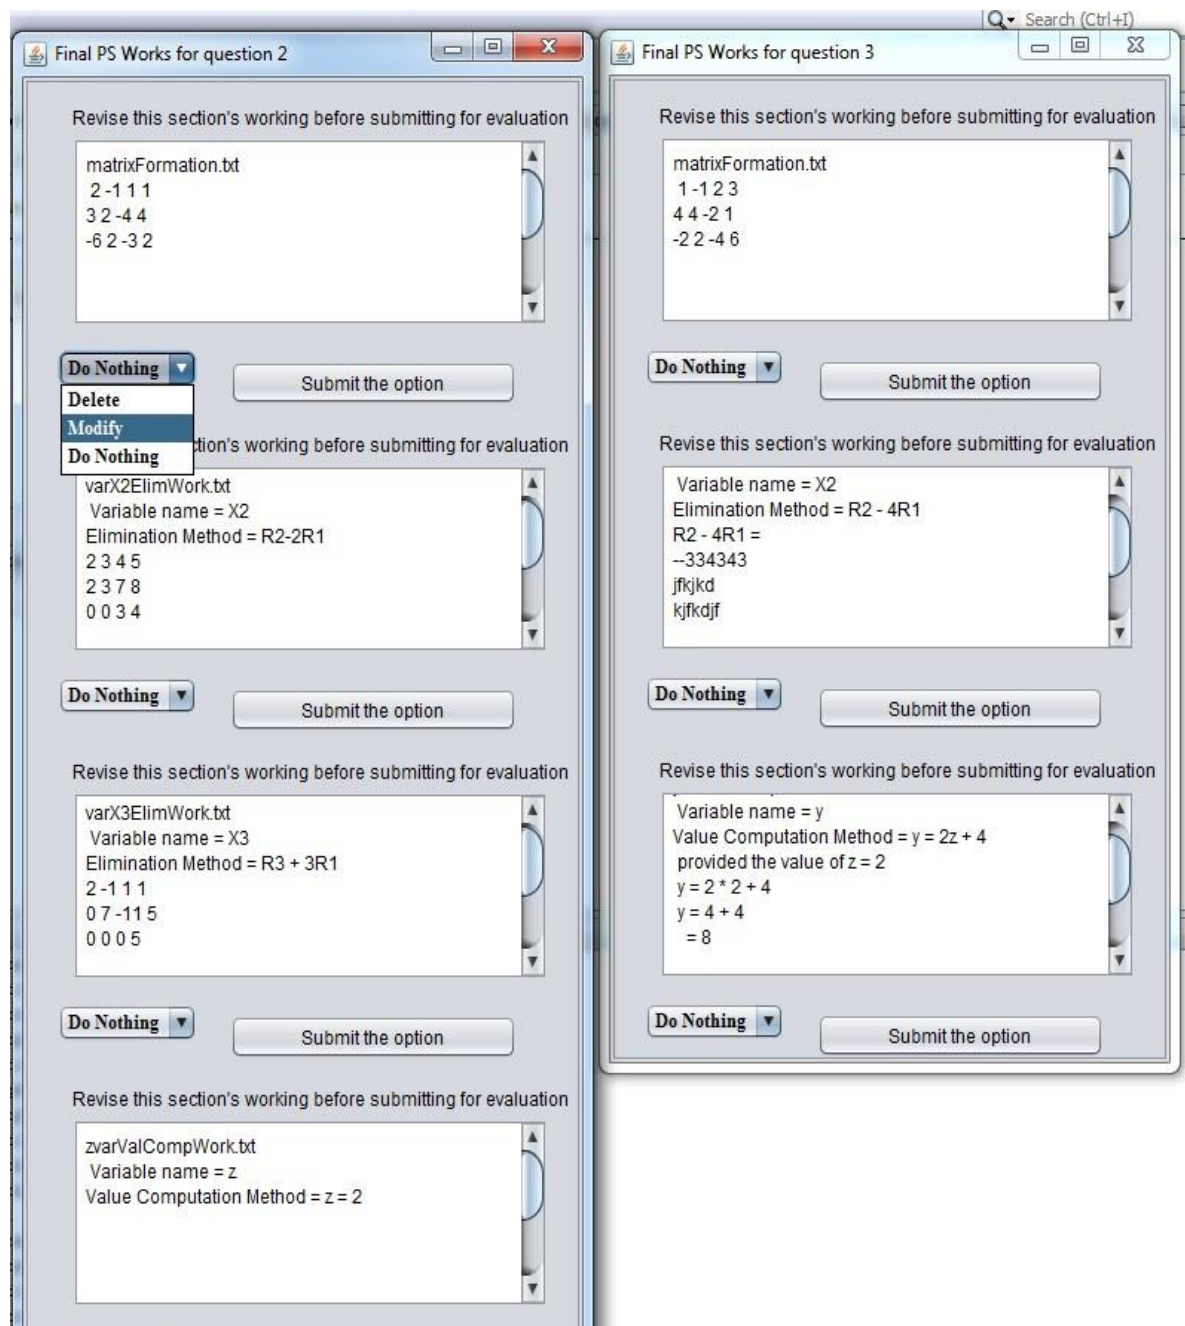 Search (Ctrl+I)
Final PS Works for question 2
Revise this section's working before submitting for evaluation
matrixFormation.txt
2 -1 1 1
3 2 -4 4
-6 2 -3 2
Do Nothing
Submit the option
Delete
Modify
Do Nothing
ction's working before submitting for evaluation
varX2ElimWork.txt
Variable name = X2
Elimination Method = R2-2R1
2 3 4 5
2 3 7 8
0 0 3 4
Do Nothing
Submit the option
Revise this section's working before submitting for evaluation
varX3ElimWork.txt
Variable name = X3
Elimination Method = R3 + 3R1
2 -1 1 1
0 7 -11 5
0 0 0 5
Do Nothing
Submit the option
Revise this section's working before submitting for evaluation
zvarValCompWork.txt
Variable name = z
Value Computation Method = z = 2
Final PS Works for question 3
Revise this section's working before submitting for evaluation
matrixFormation.txt
1 -1 2 3
4 4 -2 1
-2 2 -4 6
Do Nothing
Submit the option
Revise this section's working before submitting for evaluation
Variable name = X2
Elimination Method = R2 - 4R1
R2 - 4R1 =
--334343
jfkjkd
kjfkdjf
Do Nothing
Submit the option
Revise this section's working before submitting for evaluation
Variable name = y
Value Computation Method = y = 2z + 4
provided the value of z = 2
y = 2 * 2 + 4
y = 4 + 4
= 8
Do Nothing
Submit the option